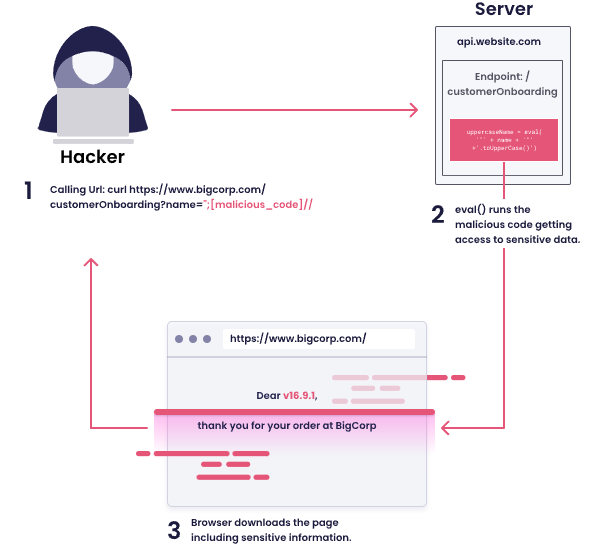 Server
api.website.com
Endpoint: /
customerOnboarding
uppercaseName = eval(
'"' + name + '"'
+'.toUpperCase()')
Hacker
1
Calling Url: curl https://www.bigcorp.com/
customerOnboarding?name=";[malicious_code]//
2
eval() runs the
malicious code getting
access to sensitive data.
https://www.bigcorp.com/
Dear v16.9.1,
thank you for your order at BigCorp
3
Browser downloads the page
including sensitive information.